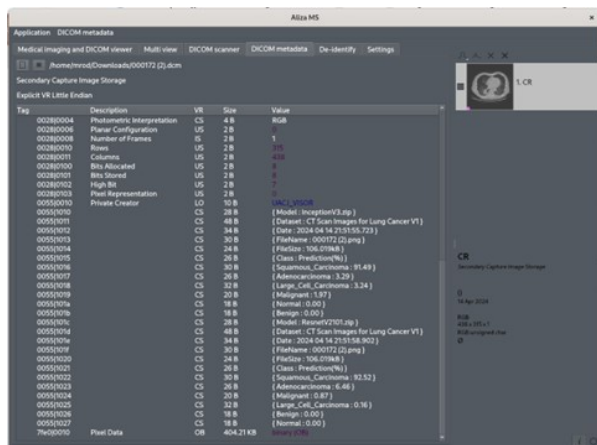 Aliza MS
Application DICOM metadata
Medical imaging and DICOM viewer Multi view DICOM scanner DICOM metadata De-identify Settings
/home/mrod/Downloads/000172 (2).dcm
Secondary Capture Image Storage
Explicit VR Little Endian
Tag Description VR Size Value
0028|0004 Photometric Interpretation CS 4 B RGB
0028|0006 Planar Configuration US 2 B 0
0028|0008 Number of Frames IS 2 B 1
0028|0010 Rows US 2 B 315
0028|0011 Columns US 2 B 438
0028|0100 Bits Allocated US 2 B 8
0028|0101 Bits Stored US 2 B 8
0028|0102 High Bit US 2 B 7
0028|0103 Pixel Representation US 2 B 0
0055|0010 Private Creator LO 10 B UACJ_VISOR
0055|1010 CS 28 B { Model : InceptionV3.zip }
0055|1011 CS 48 B { Dataset : CT Scan Images for Lung Cancer V1 }
0055|1012 CS 34 B { Date : 2024 04 14 21:51:55.723 }
0055|1013 CS 30 B { FileName : 000172 (2).png }
0055|1014 CS 24 B { FileSize : 106.019kB }
0055|1015 CS 26 B { Class : Prediction(%) }
0055|1016 CS 30 B { Squamous_Carcinoma : 91.49 }
0055|1017 CS 26 B { Adenocarcinoma : 3.29 }
0055|1018 CS 32 B { Large_Cell_Carcinoma : 3.24 }
0055|1019 CS 20 B { Malignant : 1.97 }
0055|101a CS 18 B { Normal : 0.00 }
0055|101b CS 18 B { Benign : 0.00 }
0055|101c CS 28 B { Model : ResnetV2101.zip }
0055|101d CS 48 B { Dataset : CT Scan Images for Lung Cancer V1 }
0055|101e CS 34 B { Date : 2024 04 14 21:51:58.902 }
0055|101f CS 30 B { FileName : 000172 (2).png }
0055|1020 CS 24 B { FileSize : 106.019kB }
0055|1021 CS 26 B { Class : Prediction(%) }
0055|1022 CS 30 B { Squamous_Carcinoma : 92.52 }
0055|1023 CS 26 B { Adenocarcinoma : 6.46 }
0055|1024 CS 20 B { Malignant : 0.87 }
0055|1025 CS 32 B { Large_Cell_Carcinoma : 0.16 }
0055|1026 CS 18 B { Benign : 0.00 }
0055|1027 CS 18 B { Normal : 0.00 }
7fe0|0010 Pixel Data OB 404.21 KB binary (OB)
1. CR
CR
Secondary Capture Image Storage
0
14 Apr 2024
RGB
438 x 315 x 1
RGB unsigned char